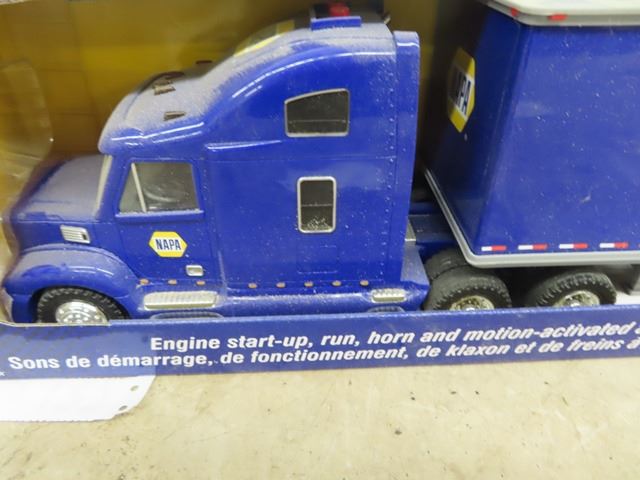 NAPA
NAPA
Engine start-up, run, horn and motion-activated
Sons de démarrage, de fonctionnement, de klaxon et de freins à